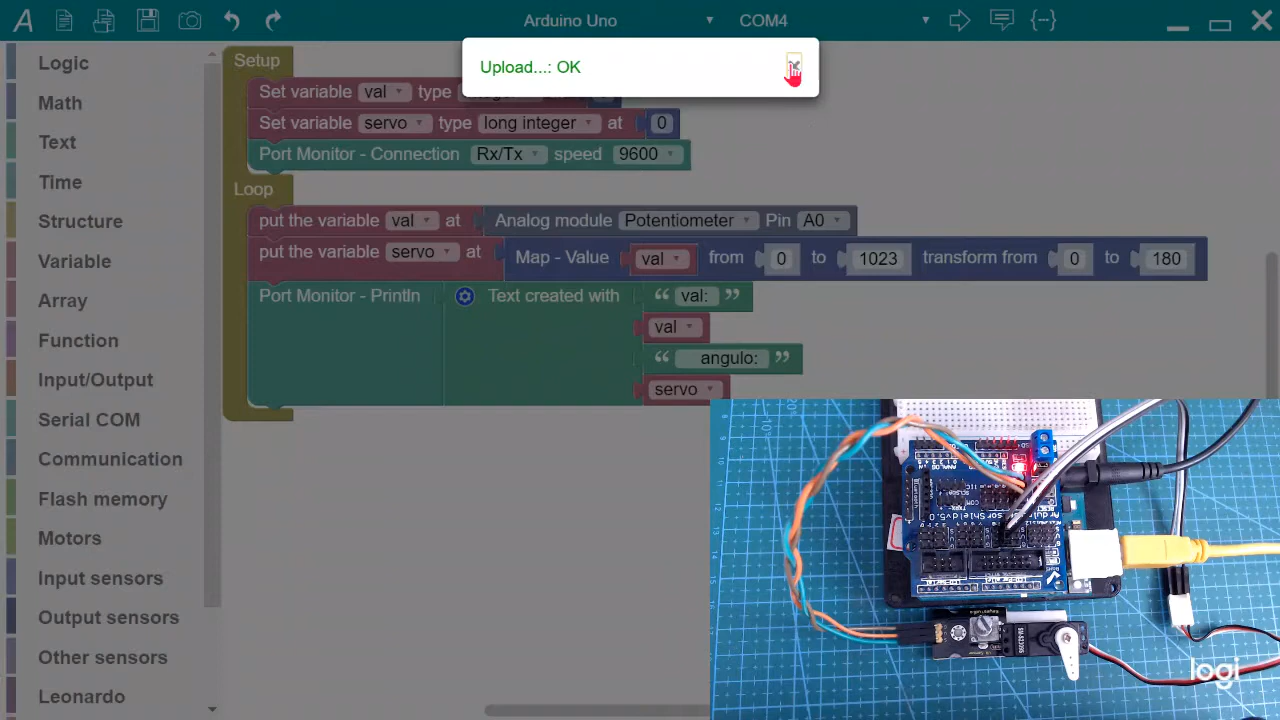 A Arduino Uno COM4
Upload...: OK
Logic
Math
Text
Time
Structure
Variable
Array
Function
Input/Output
Serial COM
Communication
Flash memory
Motors
Input sensors
Output sensors
Other sensors
Leonardo
Setup
Set variable val type
Set variable servo type long integer at 0
Port Monitor - Connection Rx/Tx speed 9600
Loop
put the variable val at Analog module Potentiometer Pin A0
put the variable servo at Map - Value val from 0 to 1023 transform from 0 to 180
Port Monitor - Println Text created with “ val: ”
val
“ angulo: ”
servo
logi